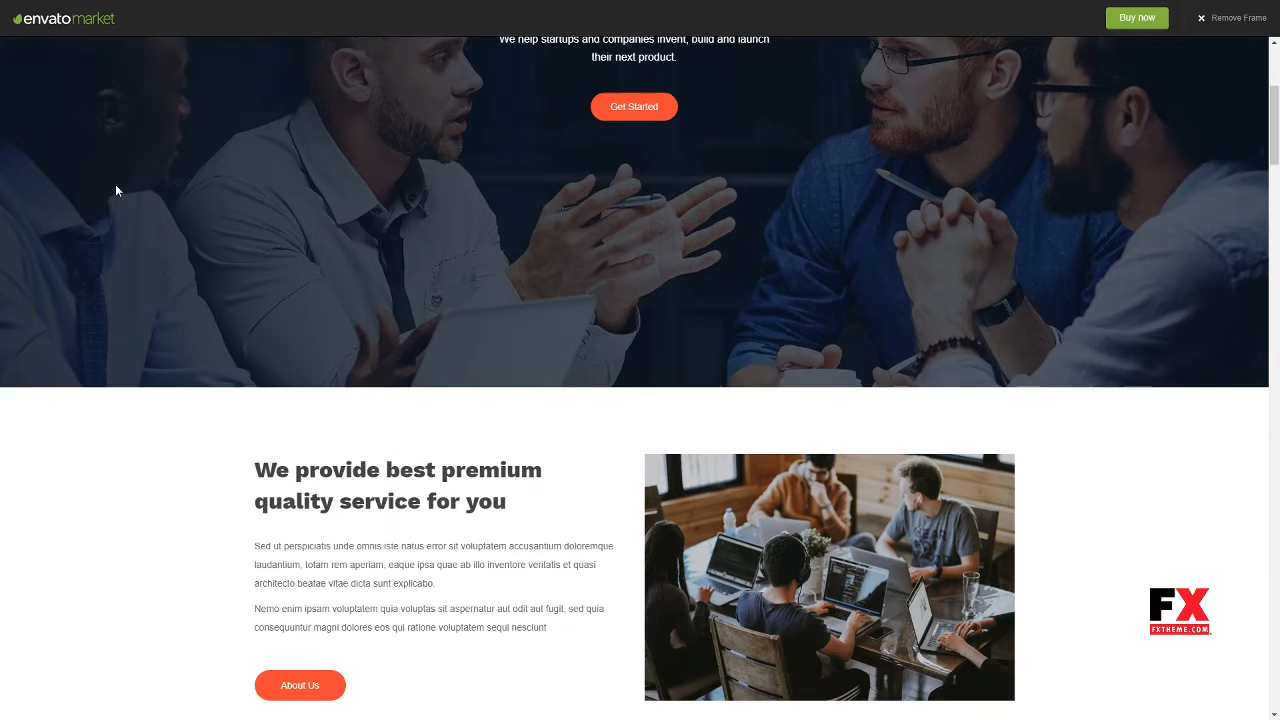 envatomarket
Buy now
Remove Frame
We help startups and companies invent, build and launch
their next product.
Get Started
We provide best premium
quality service for you
Sed ut perspiciatis unde omnis iste natus error sit voluptatem accusantium doloremque
laudantium, totam rem aperiam, eaque ipsa quae ab illo inventore veritatis et quasi
architecto beatae vitae dicta sunt explicabo.
Nemo enim ipsam voluptatem quia voluptas sit aspernatur aut odit aut fugit, sed quia
consequuntur magni dolores eos qui ratione voluptatem sequi nesciunt
About Us
FX
FXTHEME.COM